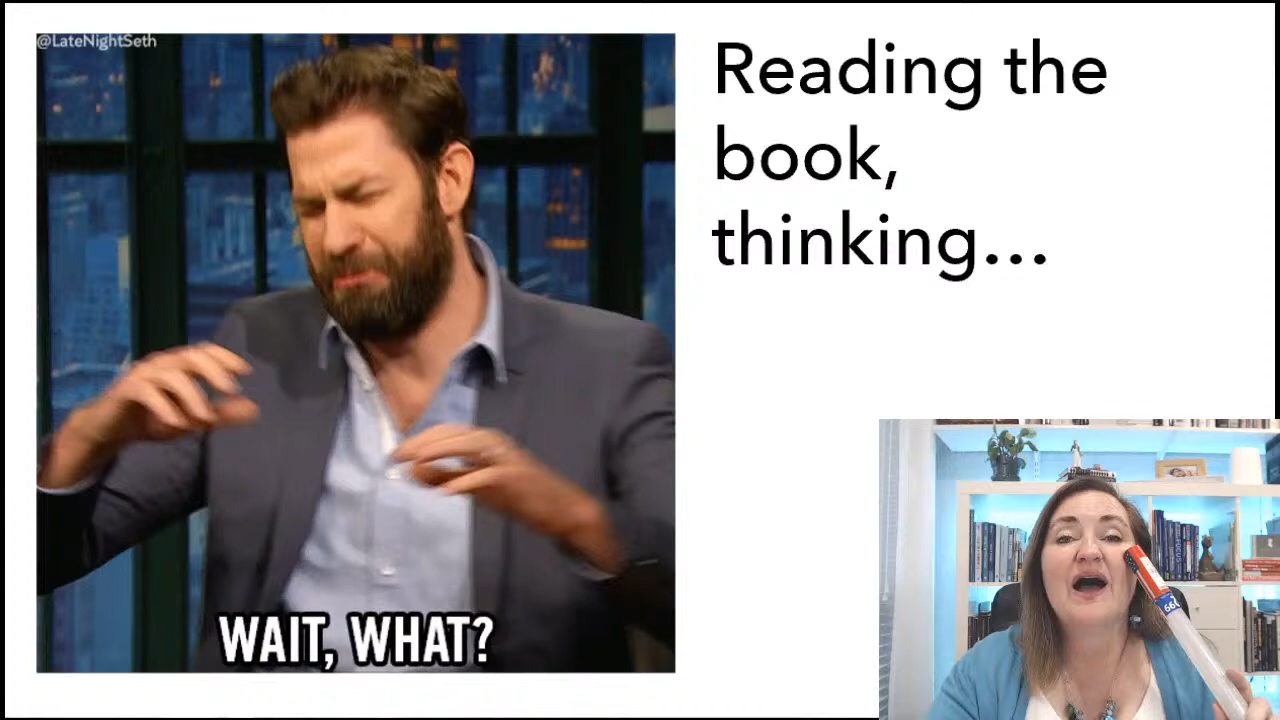 @LateNightSeth
Reading the
book,
thinking...
WAIT, WHAT?